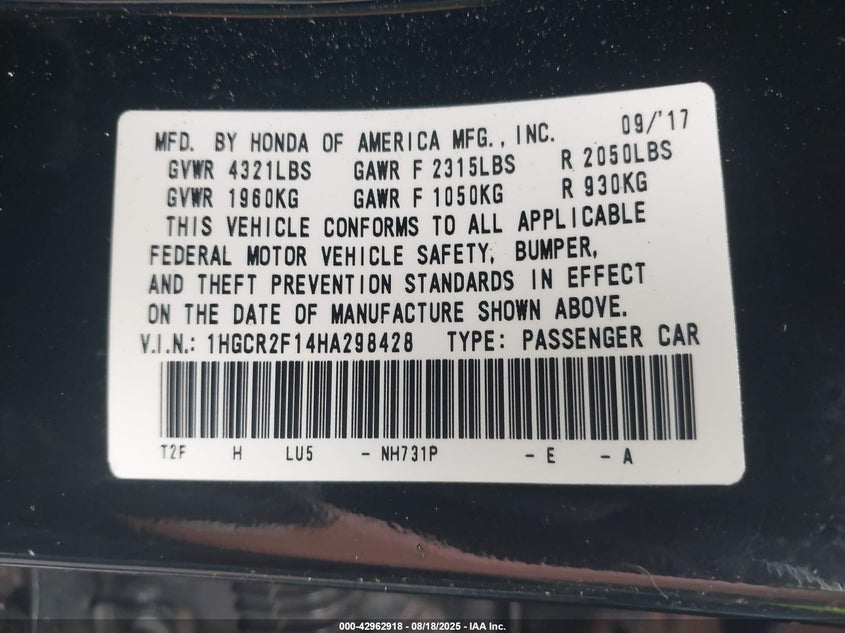 09/'17
MFD. BY HONDA OF AMERICA MFG., INC.
GVWR 4321LBS GAWR F 2315LBS R 2050LBS
GVWR 1960KG GAWR F 1050KG R 930KG
THIS VEHICLE CONFORMS TO ALL APPLICABLE
FEDERAL MOTOR VEHICLE SAFETY, BUMPER,
AND THEFT PREVENTION STANDARDS IN EFFECT
ON THE DATE OF MANUFACTURE SHOWN ABOVE.
V.I.N.: 1HGCR2F14HA298428 TYPE: PASSENGER CAR
T2F H LU5 - NH731P - E - A
000-42962918 - 08/18/2025 - IAA Inc.